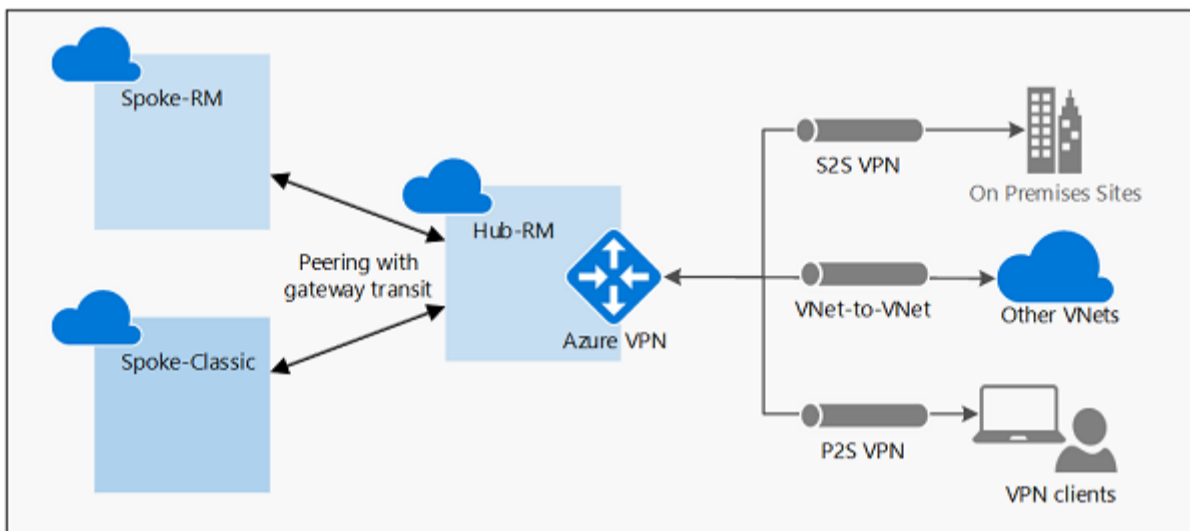 Spoke-RM
Spoke-Classic
Peering with
gateway transit
Hub-RM
Azure VPN
S2S VPN
On Premises Sites
VNet-to-VNet
Other VNets
P2S VPN
VPN clients